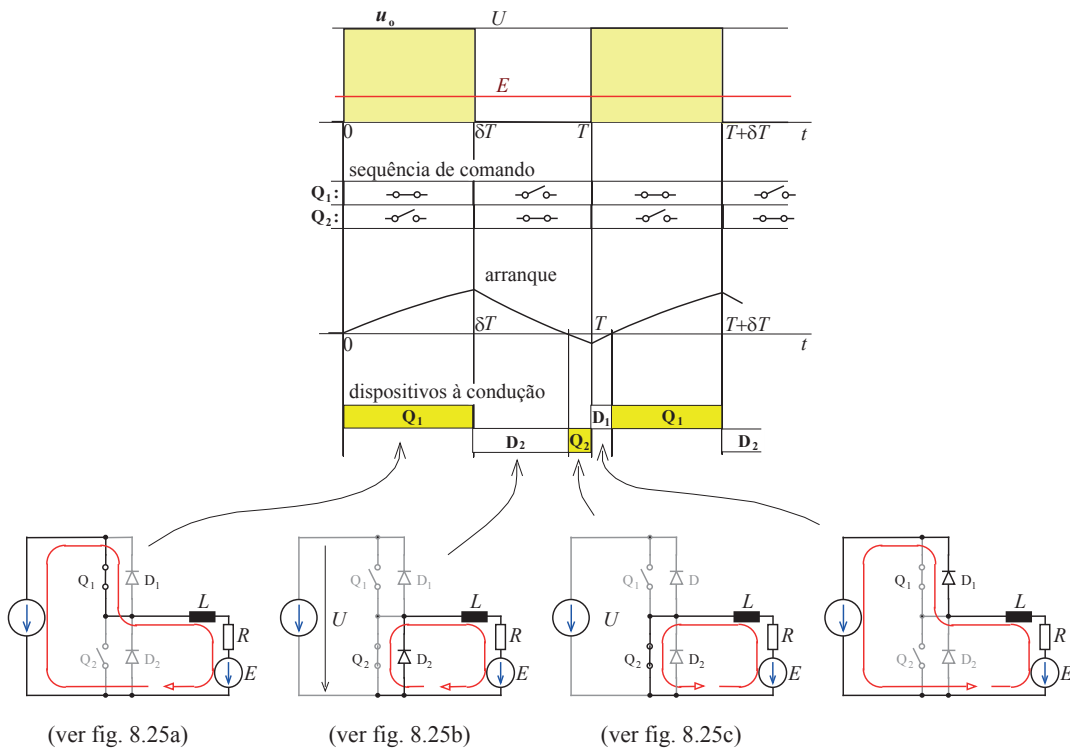 uₒ U
E
0 δT T T+δT t
sequência de comando
Q₁:
Q₂:
arranque
δT T T+δT
0 t
dispositivos à condução
Q₁ D₁ Q₁
D₂ Q₂ D₂
Q₁ D₁ L R Q₂ D₂ E
U Q₁ D₁ L R Q₂ D₂ E
U Q₁ D L R Q₂ D₂ E
Q₁ D₁ L R Q₂ D₂ E
(ver fig. 8.25a) (ver fig. 8.25b) (ver fig. 8.25c)